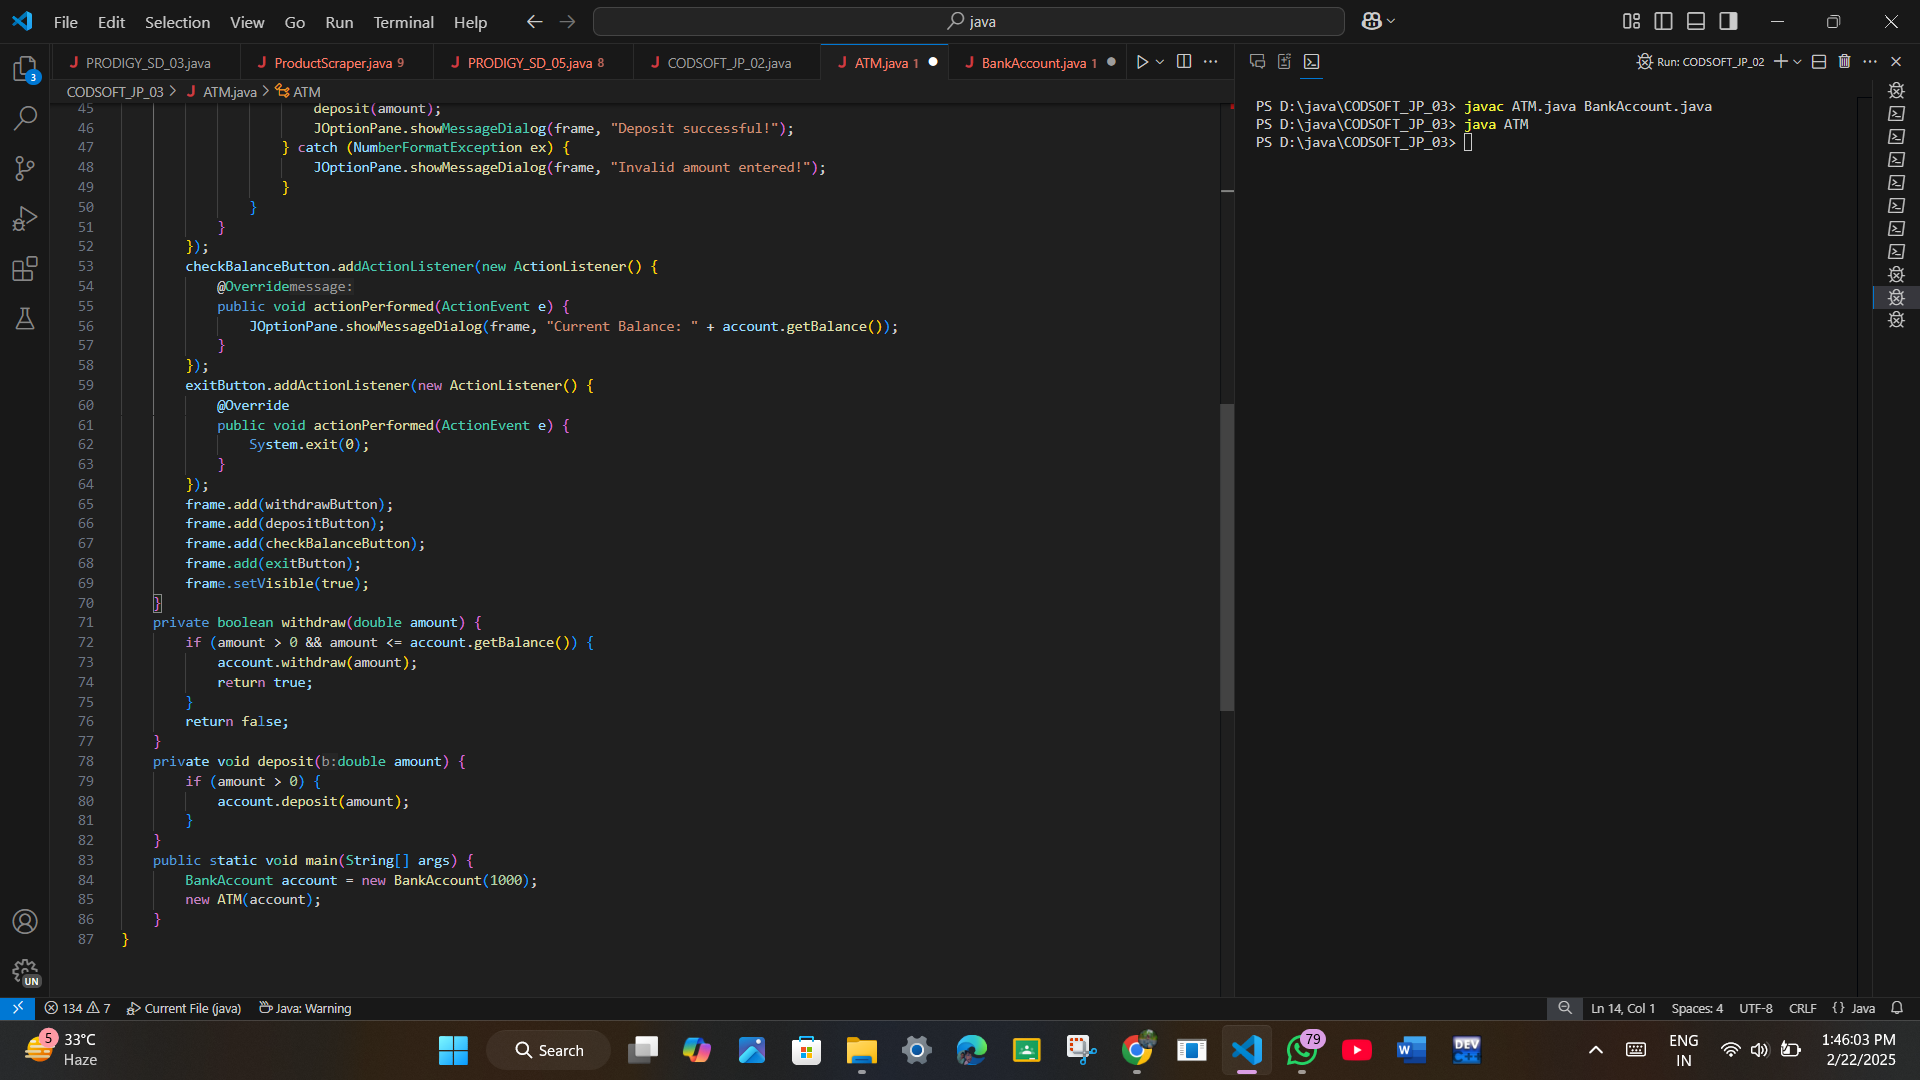 File Edit Selection View Go Run Terminal Help
java
PRODIGY_SD_03.java
ProductScraper.java 9
PRODIGY_SD_05.java 8
CODSOFT_JP_02.java
ATM.java 1
BankAccount.java 1
Run: CODSOFT_JP_02
CODSOFT_JP_03 > ATM.java > ATM
45 deposit(amount);
46 JOptionPane.showMessageDialog(frame, "Deposit successful!");
47 } catch (NumberFormatException ex) {
48 JOptionPane.showMessageDialog(frame, "Invalid amount entered!");
49 }
50 }
51 }
52 });
53 checkBalanceButton.addActionListener(new ActionListener() {
54 @Overridemessage:
55 public void actionPerformed(ActionEvent e) {
56 JOptionPane.showMessageDialog(frame, "Current Balance: " + account.getBalance());
57 }
58 });
59 exitButton.addActionListener(new ActionListener() {
60 @Override
61 public void actionPerformed(ActionEvent e) {
62 System.exit(0);
63 }
64 });
65 frame.add(withdrawButton);
66 frame.add(depositButton);
67 frame.add(checkBalanceButton);
68 frame.add(exitButton);
69 frame.setVisible(true);
70 }
71 private boolean withdraw(double amount) {
72 if (amount > 0 && amount <= account.getBalance()) {
73 account.withdraw(amount);
74 return true;
75 }
76 return false;
77 }
78 private void deposit(b:double amount) {
79 if (amount > 0) {
80 account.deposit(amount);
81 }
82 }
83 public static void main(String[] args) {
84 BankAccount account = new BankAccount(1000);
85 new ATM(account);
86 }
87 }
PS D:\java\CODSOFT_JP_03> javac ATM.java BankAccount.java
PS D:\java\CODSOFT_JP_03> java ATM
PS D:\java\CODSOFT_JP_03>
3
UN
134 7 Current File (java) Java: Warning
Ln 14, Col 1 Spaces: 4 UTF-8 CRLF {} Java
5
33°C
Haze
Search
79
W
DEV
C++
ENG
IN
1:46:03 PM
2/22/2025